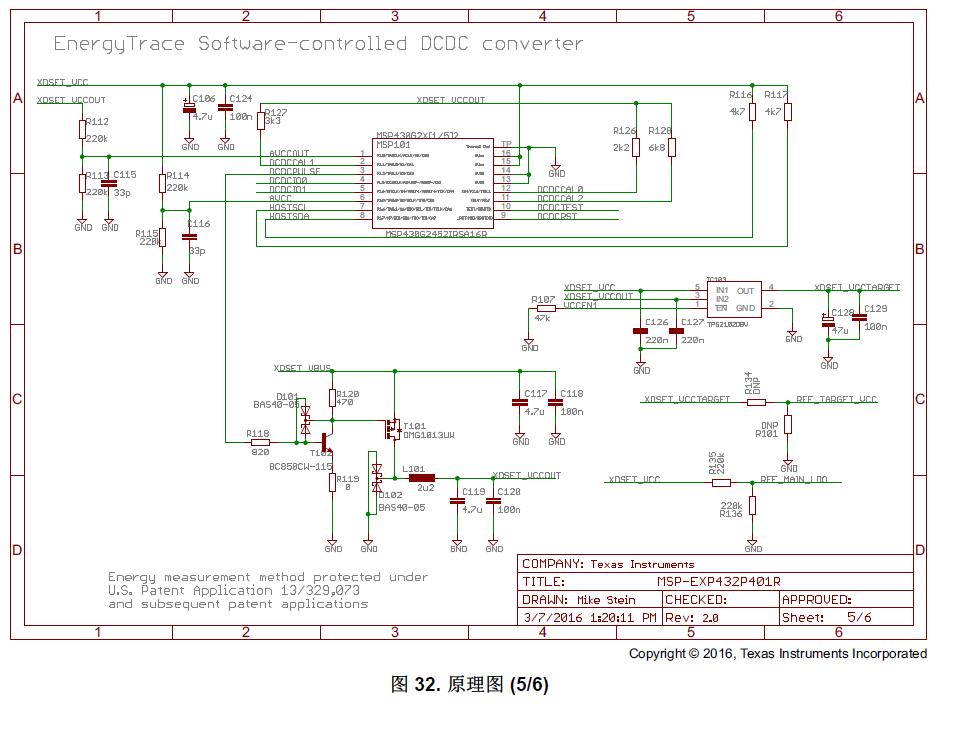 1 2 3 4 5 6
EnergyTrace Software-controlled DCDC converter
XDSET_VCC
XDSET_VCCOUT
A
A
R112
220k
C106
4.7u
C124
100n
R127
3k3
XDSET_VCCOUT
R116
4k7
R117
4k7
R126
2k2
R128
6k8
GND
GND
MSP430G2X[1/5]2
MSP101
TP
AVCCOUT
DCDCCAL1
DCDCPULSE
DCDCIO0
DCDCIO1
AVCC
HOSTSCL
HOSTSDA
1
2
3
4
5
6
7
8
16
15
14
13
12
11
10
9
DCDCCAL0
DCDCCAL2
DCDCTEST
DCDCRST
GND
MSP430G2452IRSA16R
R113
220k
C115
33p
R114
220k
GND
GND
R115
220k
C116
33p
GND
GND
B
B
XDSET_VCC
XDSET_VCCOUT
VCCEN1
R107
47k
GND
IC103
5
3
1
IN1
IN2
EN
OUT
GND
4
2
TPS2102DBV
XDSET_VCCTARGET
C126
220n
C127
220n
GND
GND
C128
47u
C129
100n
GND
C
C
XDSET_VBUS
D101
BAS40-05
R120
470
T101
DMG1013UW
C117
4.7u
C118
100n
GND
GND
R118
820
BC850CW-115
R119
0
D102
BAS40-05
L101
2u2
XDSET_VCCOUT
C119
4.7u
C120
100n
GND
GND
GND
GND
XDSET_VCCTARGET
R134
DNP
REF_TARGET_VCC
DNP
R101
GND
XDSET_VCC
R135
220k
REF_MAIN_LDO
220k
R136
GND
D
D
Energy measurement method protected under
U.S. Patent Application 13/329,073
and subsequent patent applications
COMPANY: Texas Instruments
TITLE: MSP-EXP432P401R
DRAWN: Mike Stein CHECKED: APPROVED:
3/7/2016 1:20:11 PM Rev: 2.0 Sheet: 5/6
1 2 3 4 5 6
Copyright © 2016, Texas Instruments Incorporated
图 32. 原理图 (5/6)